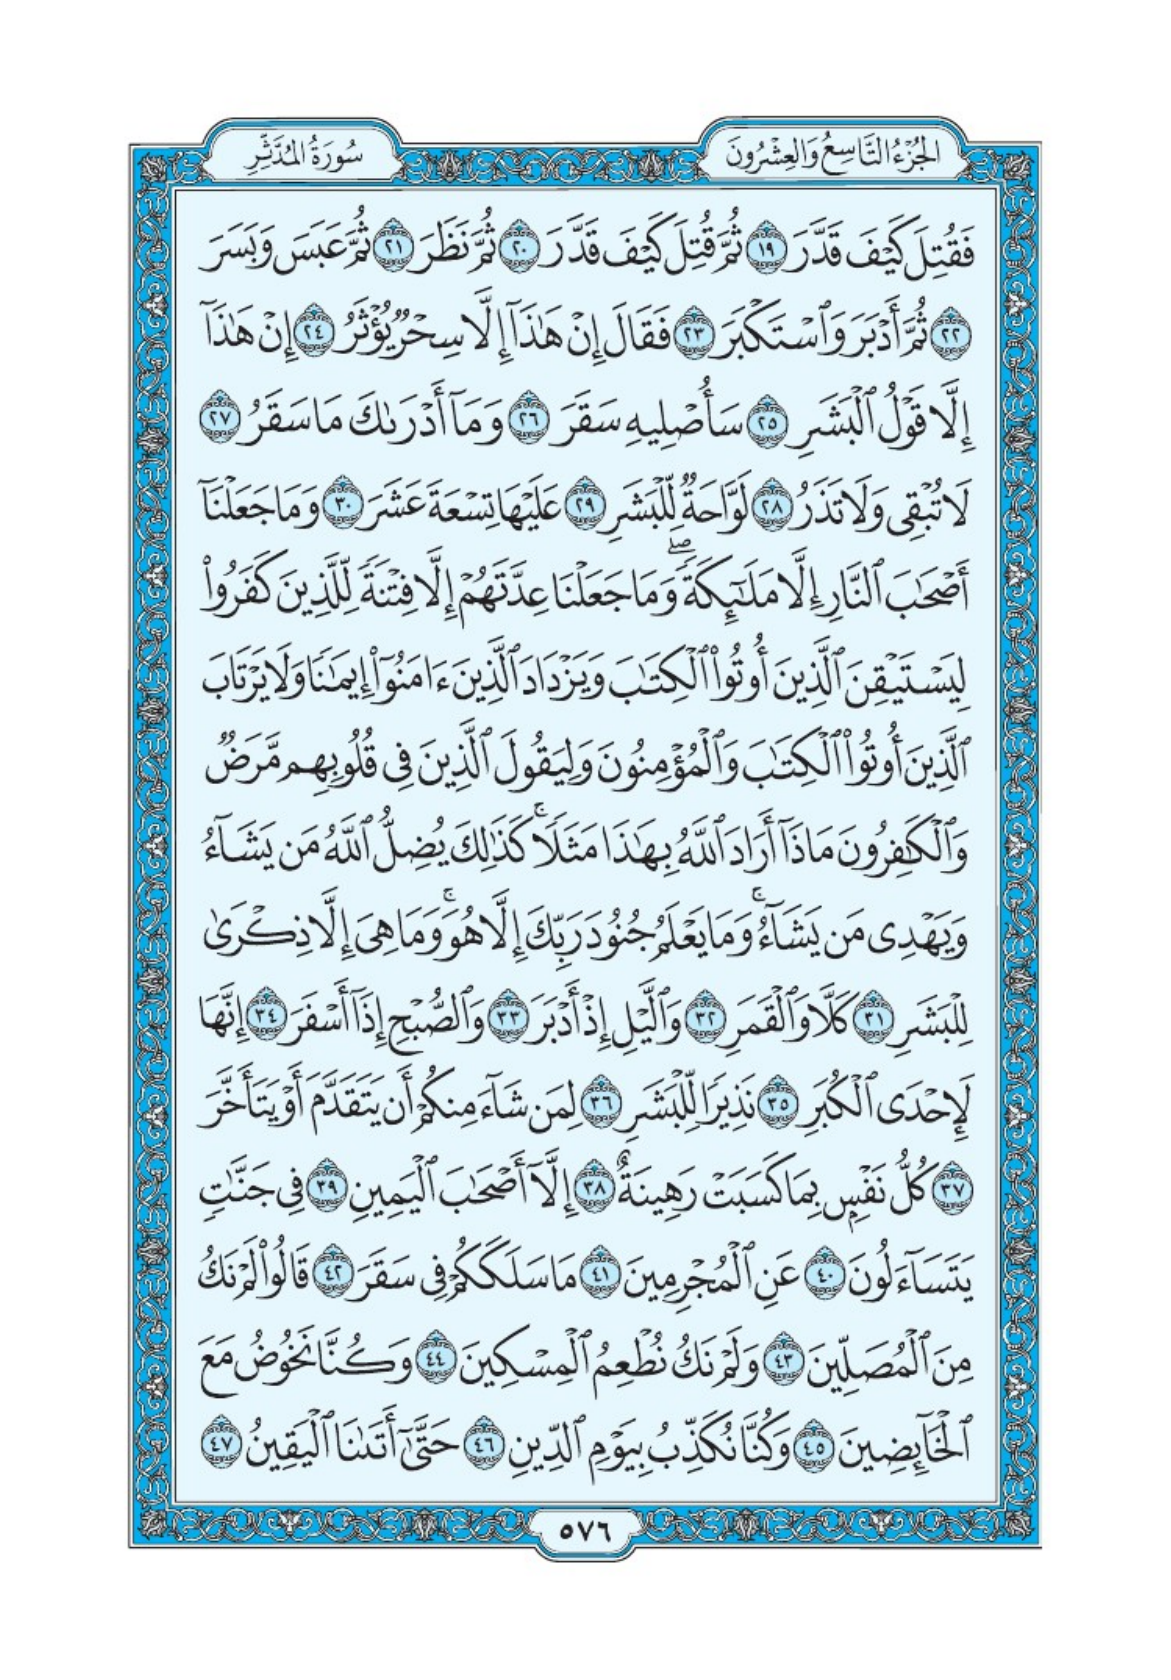 الجُزْءُ التَّاسِعُ وَالعِشْرُونَ
سُورَةُ المُدَّثِّرِ
فَقُتِلَ كَيْفَ قَدَّرَ ١٩ ثُمَّ قُتِلَ كَيْفَ قَدَّرَ ٢٠ ثُمَّ نَظَرَ ٢١ ثُمَّ عَبَسَ وَبَسَرَ
٢٢ ثُمَّ أَدْبَرَ وَٱسْتَكْبَرَ ٢٣ فَقَالَ إِنْ هَٰذَآ إِلَّا سِحْرٌ يُؤْثَرُ ٢٤ إِنْ هَٰذَآ
إِلَّا قَوْلُ ٱلْبَشَرِ ٢٥ سَأُصْلِيهِ سَقَرَ ٢٦ وَمَآ أَدْرَىٰكَ مَا سَقَرُ ٢٧
لَا تُبْقِى وَلَا تَذَرُ ٢٨ لَوَّاحَةٌ لِّلْبَشَرِ ٢٩ عَلَيْهَا تِسْعَةَ عَشَرَ ٣٠ وَمَا جَعَلْنَآ
أَصْحَٰبَ ٱلنَّارِ إِلَّا مَلَٰٓئِكَةً ۖ وَمَا جَعَلْنَا عِدَّتَهُمْ إِلَّا فِتْنَةً لِّلَّذِينَ كَفَرُوا۟
لِيَسْتَيْقِنَ ٱلَّذِينَ أُوتُوا۟ ٱلْكِتَٰبَ وَيَزْدَادَ ٱلَّذِينَ ءَامَنُوٓا۟ إِيمَٰنًا وَلَا يَرْتَابَ
ٱلَّذِينَ أُوتُوا۟ ٱلْكِتَٰبَ وَٱلْمُؤْمِنُونَ وَلِيَقُولَ ٱلَّذِينَ فِى قُلُوبِهِم مَّرَضٌ
وَٱلْكَٰفِرُونَ مَاذَآ أَرَادَ ٱللَّهُ بِهَٰذَا مَثَلًا ۚ كَذَٰلِكَ يُضِلُّ ٱللَّهُ مَن يَشَآءُ
وَيَهْدِى مَن يَشَآءُ ۚ وَمَا يَعْلَمُ جُنُودَ رَبِّكَ إِلَّا هُوَ ۚ وَمَا هِىَ إِلَّا ذِكْرَىٰ
لِلْبَشَرِ ٣١ كَلَّا وَٱلْقَمَرِ ٣٢ وَٱلَّيْلِ إِذْ أَدْبَرَ ٣٣ وَٱلصُّبْحِ إِذَآ أَسْفَرَ ٣٤ إِنَّهَا
لَإِحْدَى ٱلْكُبَرِ ٣٥ نَذِيرًا لِّلْبَشَرِ ٣٦ لِمَن شَآءَ مِنكُمْ أَن يَتَقَدَّمَ أَوْ يَتَأَخَّرَ
٣٧ كُلُّ نَفْسٍۭ بِمَا كَسَبَتْ رَهِينَةٌ ٣٨ إِلَّآ أَصْحَٰبَ ٱلْيَمِينِ ٣٩ فِى جَنَّٰتٍ
يَتَسَآءَلُونَ ٤٠ عَنِ ٱلْمُجْرِمِينَ ٤١ مَا سَلَكَكُمْ فِى سَقَرَ ٤٢ قَالُوا۟ لَمْ نَكُ
مِنَ ٱلْمُصَلِّينَ ٤٣ وَلَمْ نَكُ نُطْعِمُ ٱلْمِسْكِينَ ٤٤ وَكُنَّا نَخُوضُ مَعَ
ٱلْخَآئِضِينَ ٤٥ وَكُنَّا نُكَذِّبُ بِيَوْمِ ٱلدِّينِ ٤٦ حَتَّىٰٓ أَتَىٰنَا ٱلْيَقِينُ ٤٧
٥٧٦